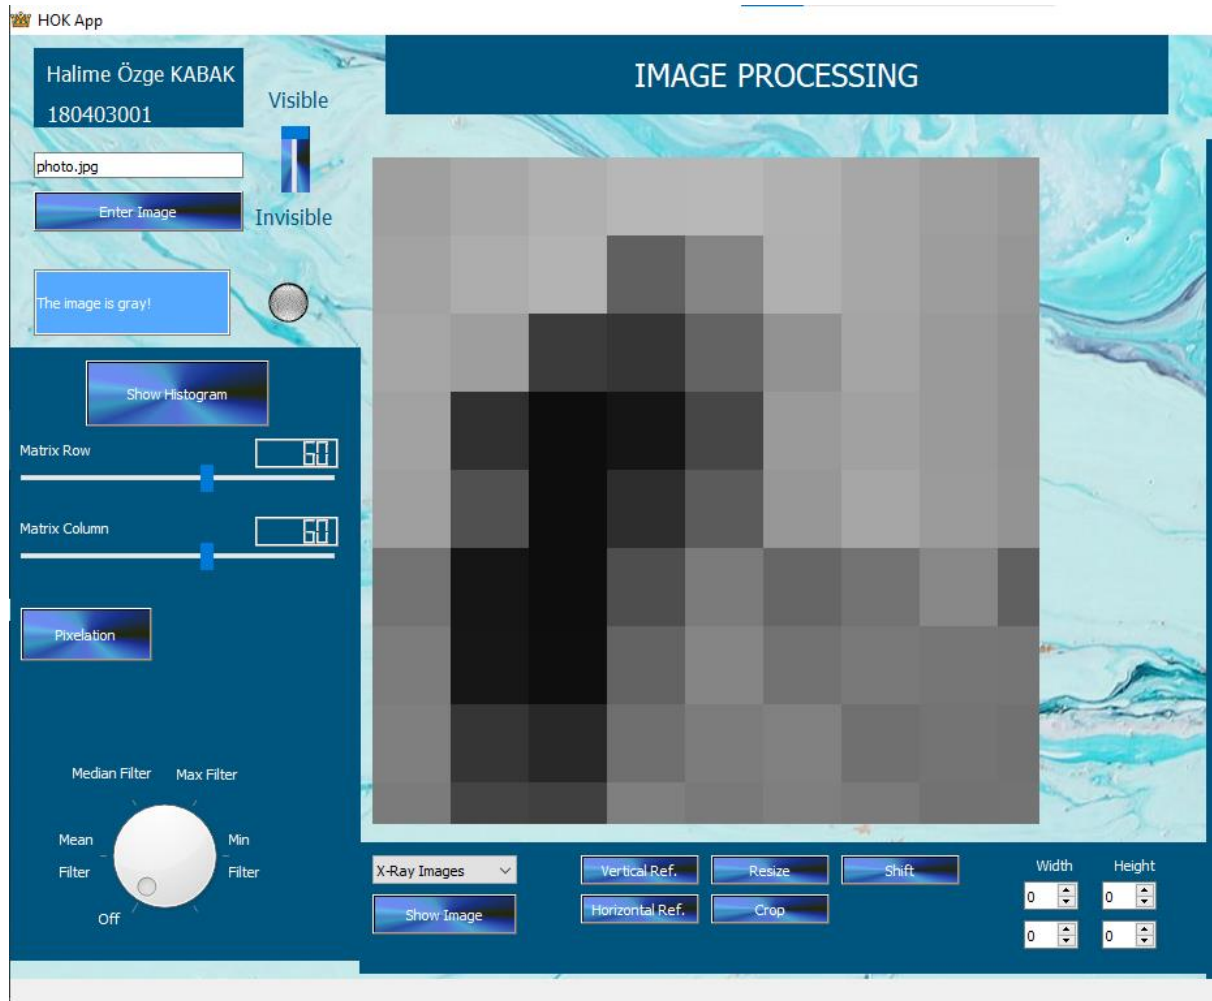 HOK App
Halime Özge KABAK
180403001
IMAGE PROCESSING
Visible
photo.jpg
Enter Image
Invisible
The image is gray!
Show Histogram
Matrix Row
60
Matrix Column
60
Pixelation
Median Filter
Max Filter
Mean
Filter
Min
Filter
Off
X-Ray Images
Show Image
Vertical Ref.
Resize
Shift
Horizontal Ref.
Crop
Width
Height
0
0
0
0